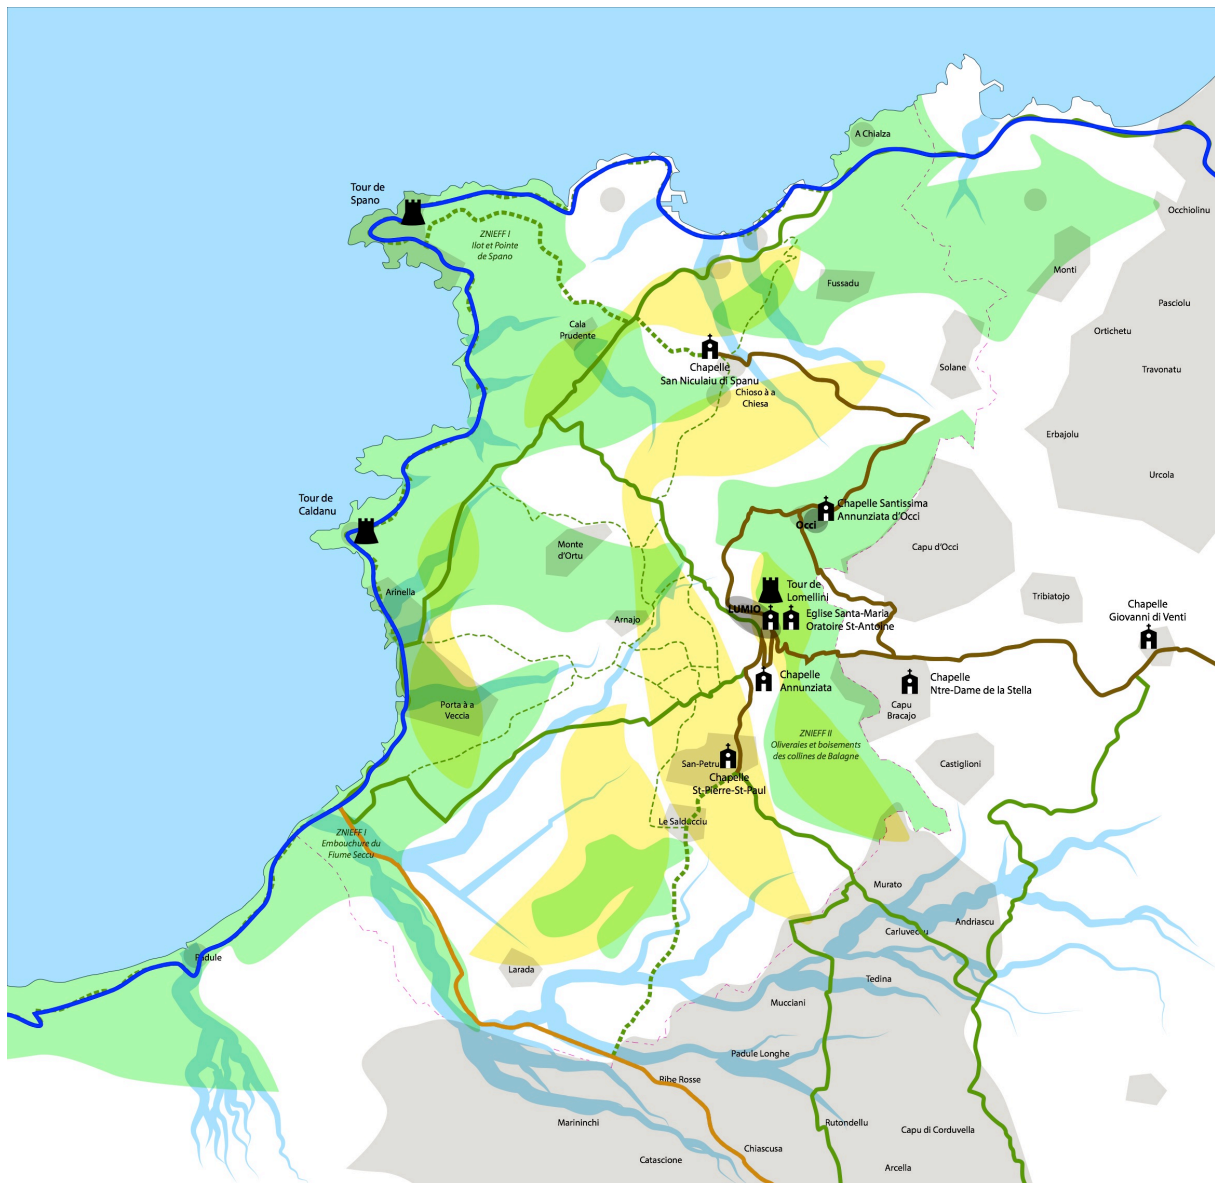 A Chialza
Tour de
Spano
Occhiolinu
ZNIEFF I
Ilot et Pointe
de Spano
Monti
Fussadu
Pasciolu
Cala
Prudente
Ortichetu
Chapelle
San Niculaiu di Spanu
Solane
Travonatu
Chioso à a
Chiesa
Erbajolu
Urcola
Tour de
Caldanu
Chapelle Santissima
Annunziata d'Occi
Occi
Monte
d'Ortu
Capu d'Occi
Arinella
Tour de
Lomellini
Tribiatojo
LUMIO
Eglise Santa-Maria
Oratoire St-Antoine
Chapelle
Giovanni di Venti
Arnajo
Chapelle
Annunziata
Chapelle
Ntre-Dame de la Stella
Porta à a
Veccia
Capu
Bracajo
ZNIEFF II
Oliveraies et boisements
des collines de Balagne
San-Petru
Chapelle
St-Pierre-St-Paul
Castiglioni
Le Salducciu
ZNIEFF I
Embouchure du
Fiume Seccu
Murato
Andriascu
Carluvecchu
Padule
Larada
Tedina
Mucciani
Padule Longhe
Ribe Rosse
Marininchi
Rutondellu
Capu di Corduvella
Chiascusa
Catascione
Arcella